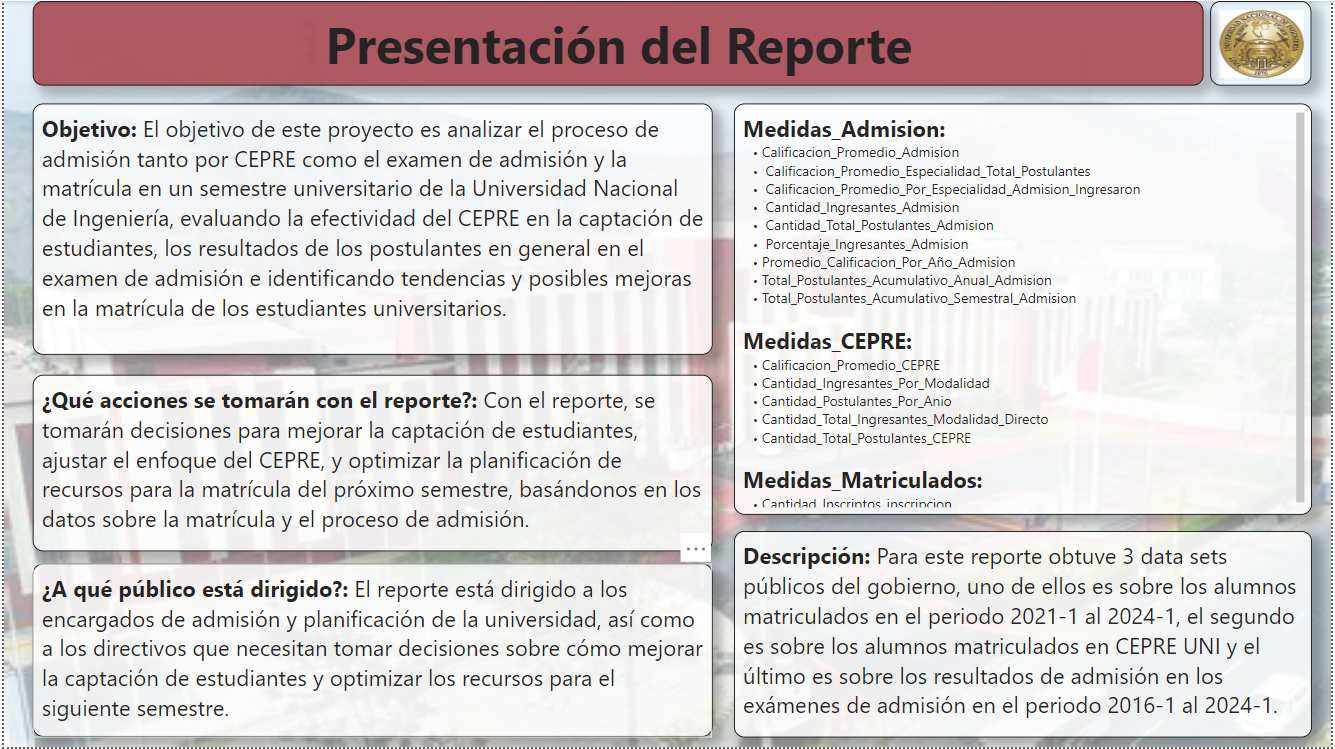 Presentación del Reporte
Objetivo: El objetivo de este proyecto es analizar el proceso de
admisión tanto por CEPRE como el examen de admisión y la
matrícula en un semestre universitario de la Universidad Nacional
de Ingeniería, evaluando la efectividad del CEPRE en la captación de
estudiantes, los resultados de los postulantes en general en el
examen de admisión e identificando tendencias y posibles mejoras
en la matrícula de los estudiantes universitarios.
¿Qué acciones se tomarán con el reporte?: Con el reporte, se
tomarán decisiones para mejorar la captación de estudiantes,
ajustar el enfoque del CEPRE, y optimizar la planificación de
recursos para la matrícula del próximo semestre, basándonos en los
datos sobre la matrícula y el proceso de admisión.
¿A qué público está dirigido?: El reporte está dirigido a los
encargados de admisión y planificación de la universidad, así como
a los directivos que necesitan tomar decisiones sobre cómo mejorar
la captación de estudiantes y optimizar los recursos para el
siguiente semestre.
Medidas_Admision:
• Calificacion_Promedio_Admision
• Calificacion_Promedio_Especialidad_Total_Postulantes
• Calificacion_Promedio_Por_Especialidad_Admision_Ingresaron
• Cantidad_Ingresantes_Admision
• Cantidad_Total_Postulantes_Admision
• Porcentaje_Ingresantes_Admision
• Promedio_Calificacion_Por_Año_Admision
• Total_Postulantes_Acumulativo_Anual_Admision
• Total_Postulantes_Acumulativo_Semestral_Admision
Medidas_CEPRE:
• Calificacion_Promedio_CEPRE
• Cantidad_Ingresantes_Por_Modalidad
• Cantidad_Postulantes_Por_Anio
• Cantidad_Total_Ingresantes_Modalidad_Directo
• Cantidad_Total_Postulantes_CEPRE
Medidas_Matriculados:
• Cantidad_Inscriptos_inscripcion
Descripción: Para este reporte obtuve 3 data sets
públicos del gobierno, uno de ellos es sobre los alumnos
matriculados en el periodo 2021-1 al 2024-1, el segundo
es sobre los alumnos matriculados en CEPRE UNI y el
último es sobre los resultados de admisión en los
exámenes de admisión en el periodo 2016-1 al 2024-1.